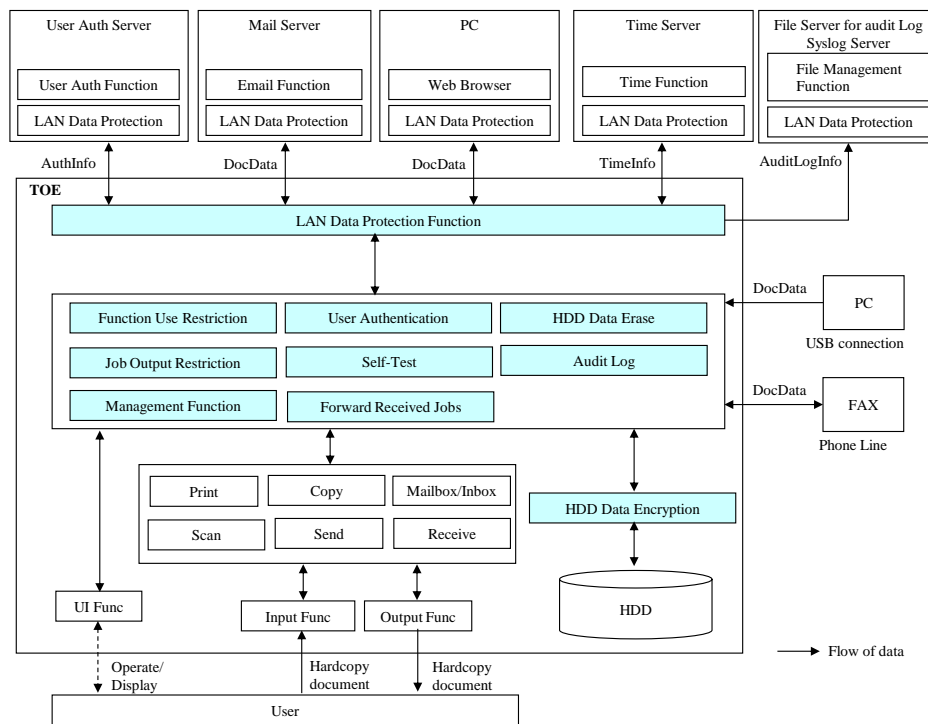 User Auth Server
Mail Server
PC
Time Server
File Server for audit Log
Syslog Server
User Auth Function
Email Function
Web Browser
Time Function
File Management
Function
LAN Data Protection
LAN Data Protection
LAN Data Protection
LAN Data Protection
LAN Data Protection
AuthInfo
DocData
DocData
TimeInfo
AuditLogInfo
TOE
LAN Data Protection Function
DocData
PC
USB connection
Function Use Restriction
User Authentication
HDD Data Erase
Job Output Restriction
Self-Test
Audit Log
Management Function
Forward Received Jobs
DocData
FAX
Phone Line
Print
Copy
Mailbox/Inbox
Scan
Send
Receive
HDD Data Encryption
UI Func
Input Func
Output Func
HDD
Operate/
Display
Hardcopy
document
Hardcopy
document
Flow of data
User